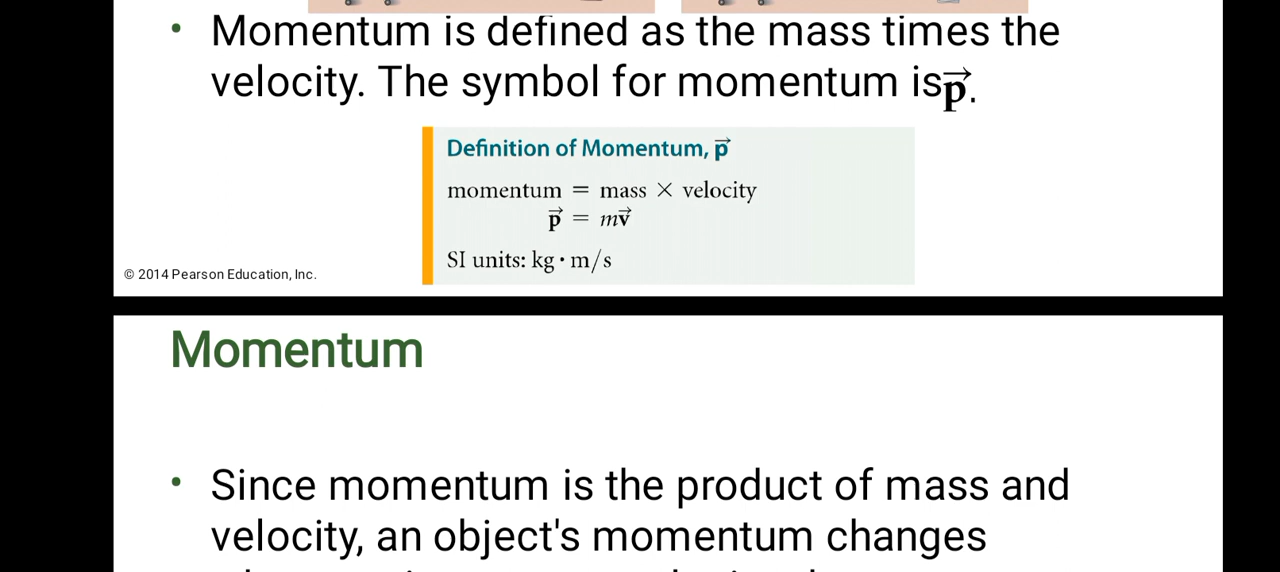 • Momentum is defined as the mass times the
velocity. The symbol for momentum is p⃗.
Definition of Momentum, p⃗
momentum = mass × velocity
p⃗ = mv⃗
SI units: kg · m/s
© 2014 Pearson Education, Inc.
Momentum
• Since momentum is the product of mass and
velocity, an object's momentum changes